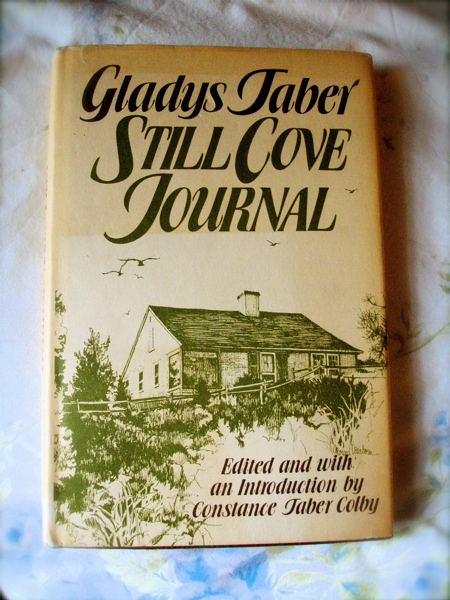 Gladys Taber
STILL COVE
JOURNAL
Edited and with
an Introduction by
Constance Taber Colby